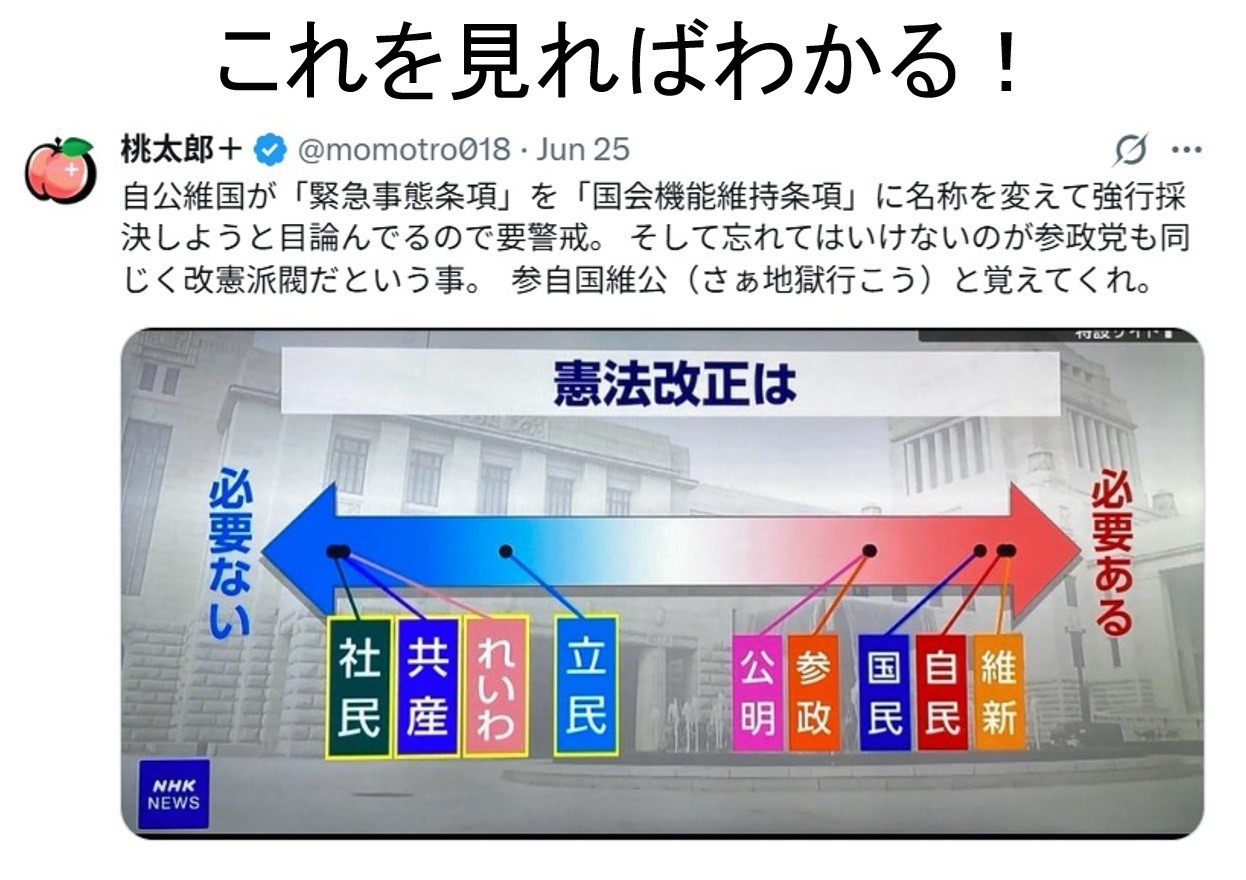 これを見ればわかる！
桃太郎＋ @momotro018 · Jun 25
自公維国が「緊急事態条項」を「国会機能維持条項」に名称を変えて強行採
決しようと目論んでるので要警戒。 そして忘れてはいけないのが参政党も同
じく改憲派閥だという事。 参自国維公（さぁ地獄行こう）と覚えてくれ。
憲法改正は
必要ない
必要ある
社民
共産
れいわ
立民
公明
参政
国民
自民
維新
NHK
NEWS